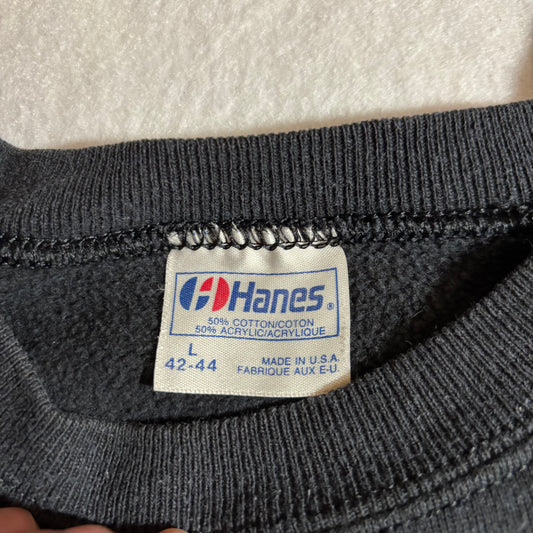 Hanes®
50% COTTON/COTON
50% ACRYLIC/ACRYLIQUE
L
42-44
MADE IN U.S.A.
FABRIQUE AUX E-U.